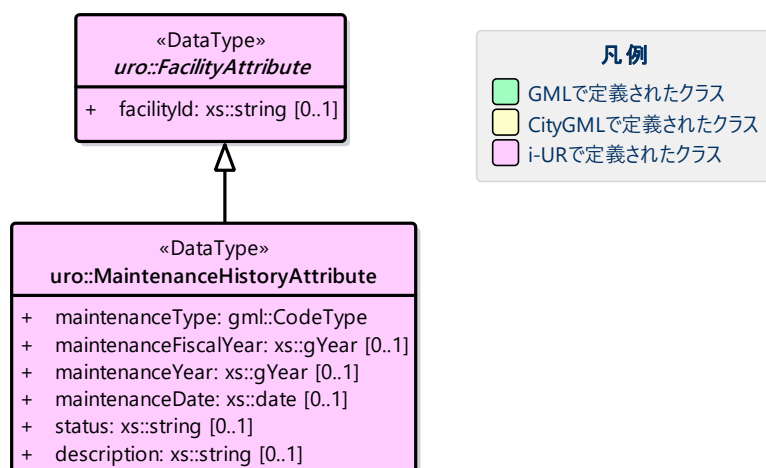 «DataType»
uro::FacilityAttribute
+ facilityId: xs::string [0..1]
凡例
GMLで定義されたクラス
CityGMLで定義されたクラス
i-URで定義されたクラス
«DataType»
uro::MaintenanceHistoryAttribute
+ maintenanceType: gml::CodeType
+ maintenanceFiscalYear: xs::gYear [0..1]
+ maintenanceYear: xs::gYear [0..1]
+ maintenanceDate: xs::date [0..1]
+ status: xs::string [0..1]
+ description: xs::string [0..1]